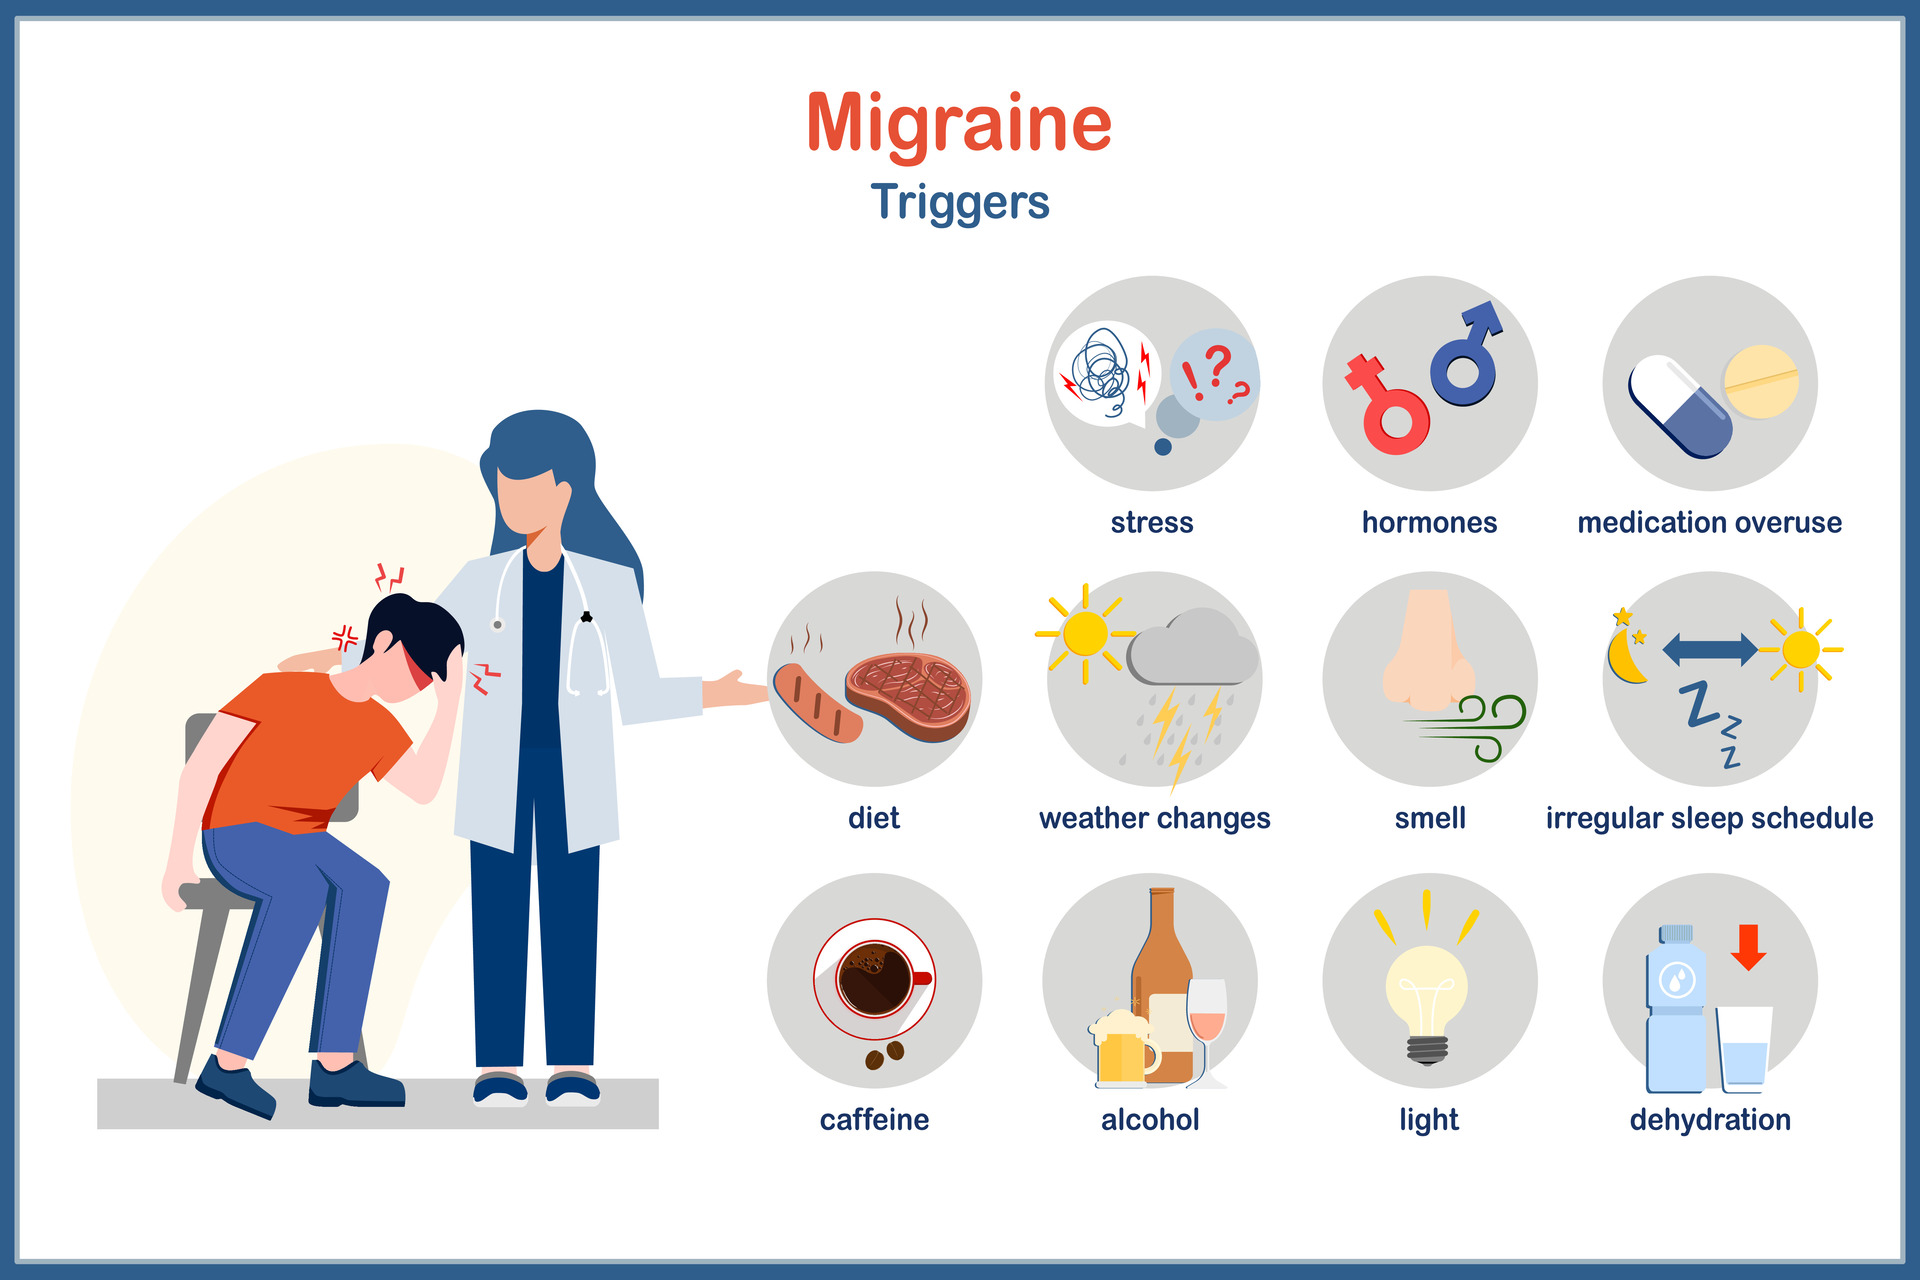 Migraine
Triggers
stress
hormones
medication overuse
diet
weather changes
smell
irregular sleep schedule
caffeine
alcohol
light
dehydration